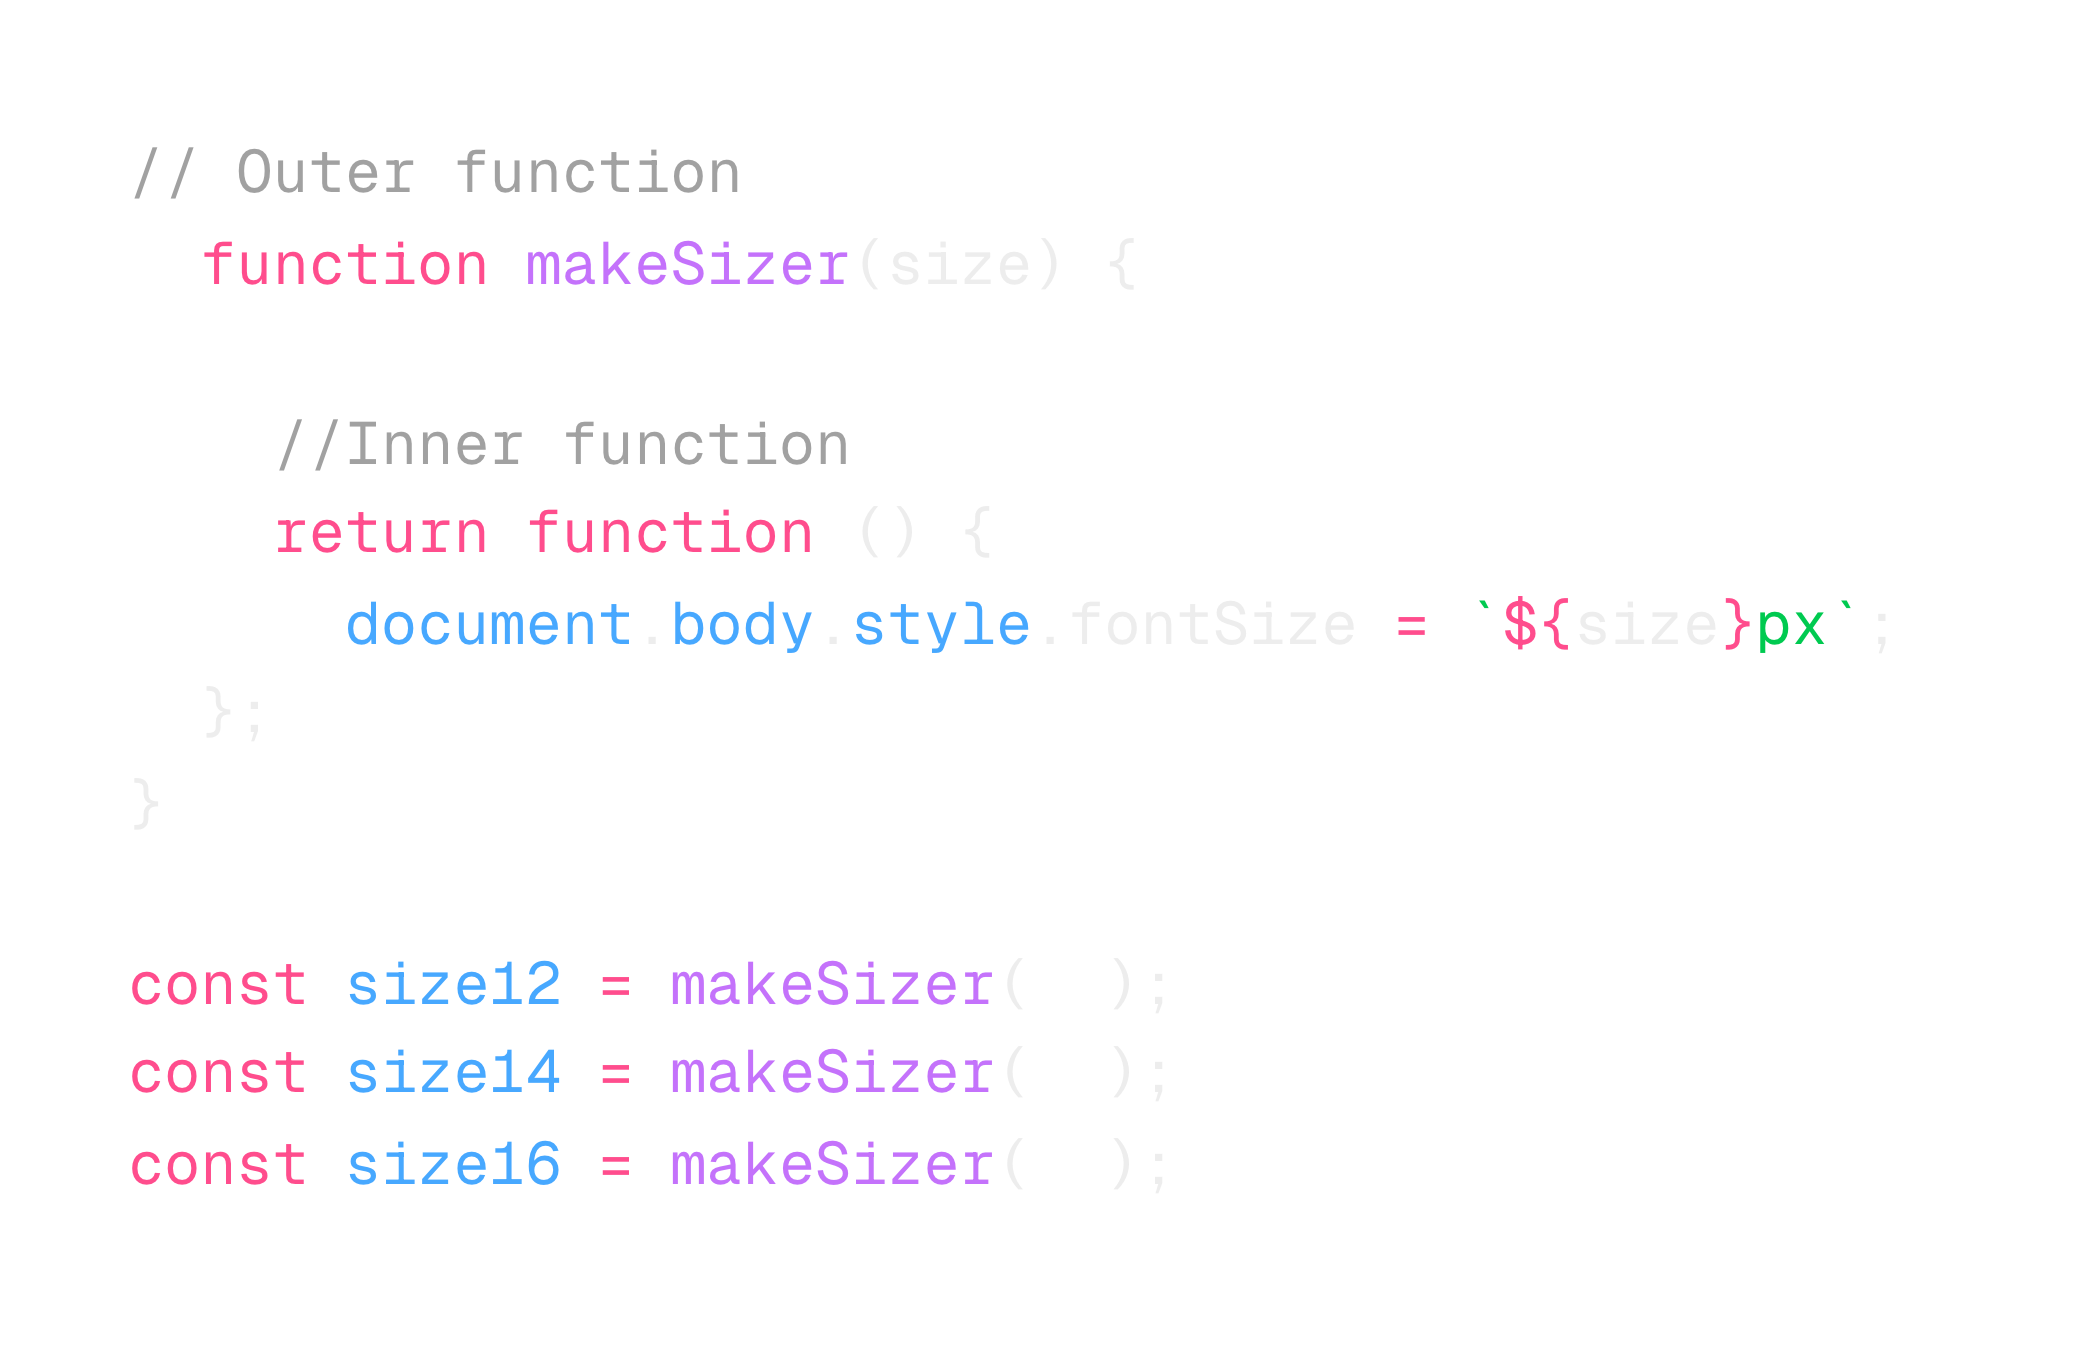 // Outer function
function makeSizer(size) {
//Inner function
return function () {
document.body.style.fontSize = `${size}px`;
};
}
const size12 = makeSizer(  );
const size14 = makeSizer(  );
const size16 = makeSizer(  );